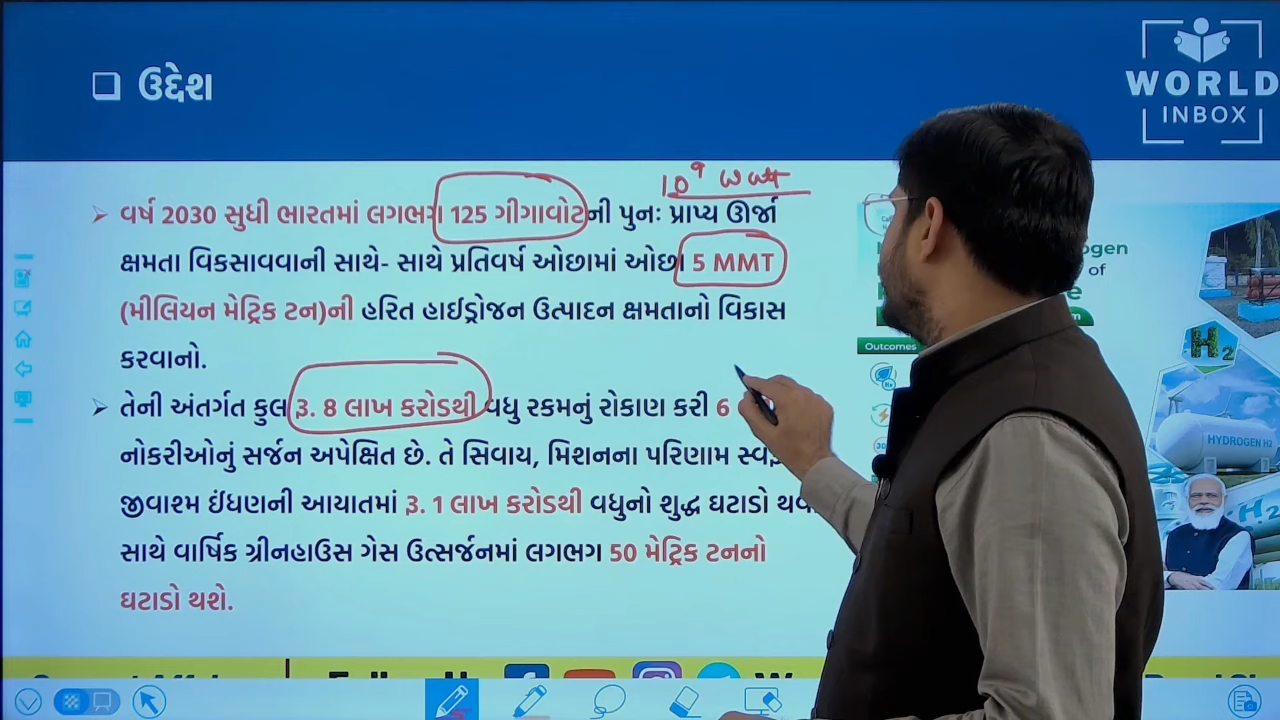 ❑ ઉદ્દેશ
WORLD
INBOX
10⁹ watt
➢ વર્ષ 2030 સુધી ભારતમાં લગભગ 125 ગીગાવોટની પુનઃ પ્રાપ્ય ઊર્જા
ક્ષમતા વિકસાવવાની સાથે- સાથે પ્રતિવર્ષ ઓછામાં ઓછા 5 MMT
(મીલિયન મેટ્રિક ટન)ની હરિત હાઈડ્રોજન ઉત્પાદન ક્ષમતાનો વિકાસ
કરવાનો.
➢ તેની અંતર્ગત કુલ રૂ. 8 લાખ કરોડથી વધુ રકમનું રોકાણ કરી 6
નોકરીઓનું સર્જન અપેક્ષિત છે. તે સિવાય, મિશનના પરિણામ
જીવાશ્મ ઈંધણની આયાતમાં રૂ. 1 લાખ કરોડથી વધુનો શુદ્ધ ઘટાડો
સાથે વાર્ષિક ગ્રીનહાઉસ ગેસ ઉત્સર્જનમાં લગભગ 50 મેટ્રિક ટનનો
ઘટાડો થશે.
of
Outcomes
H2
HYDROGEN H2